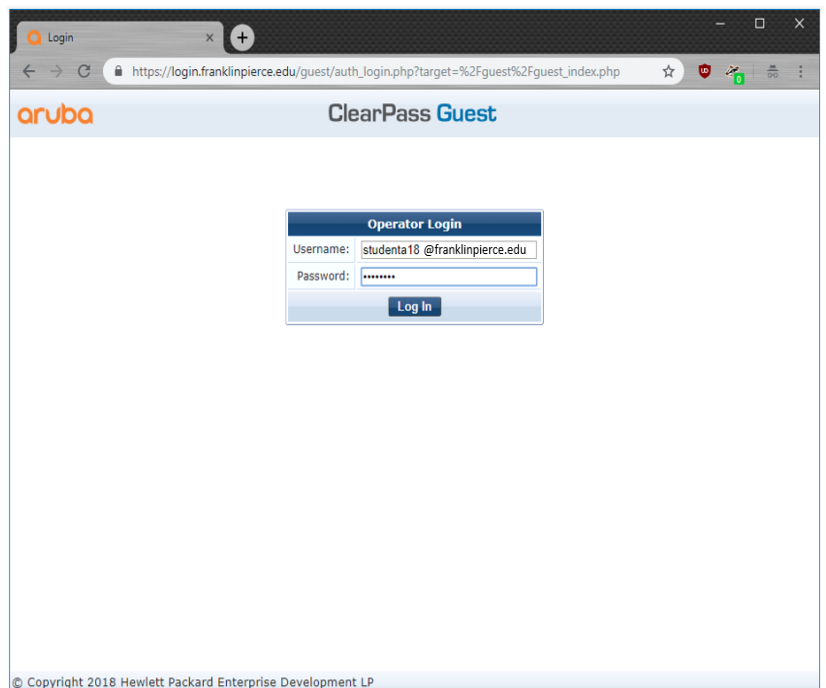 Login
https://login.franklinpierce.edu/guest/auth_login.php?target=%2Fguest%2Fguest_index.php
0
aruba
ClearPass Guest
Operator Login
Username: studenta18 @franklinpierce.edu
Password: ••••••••
Log In
© Copyright 2018 Hewlett Packard Enterprise Development LP